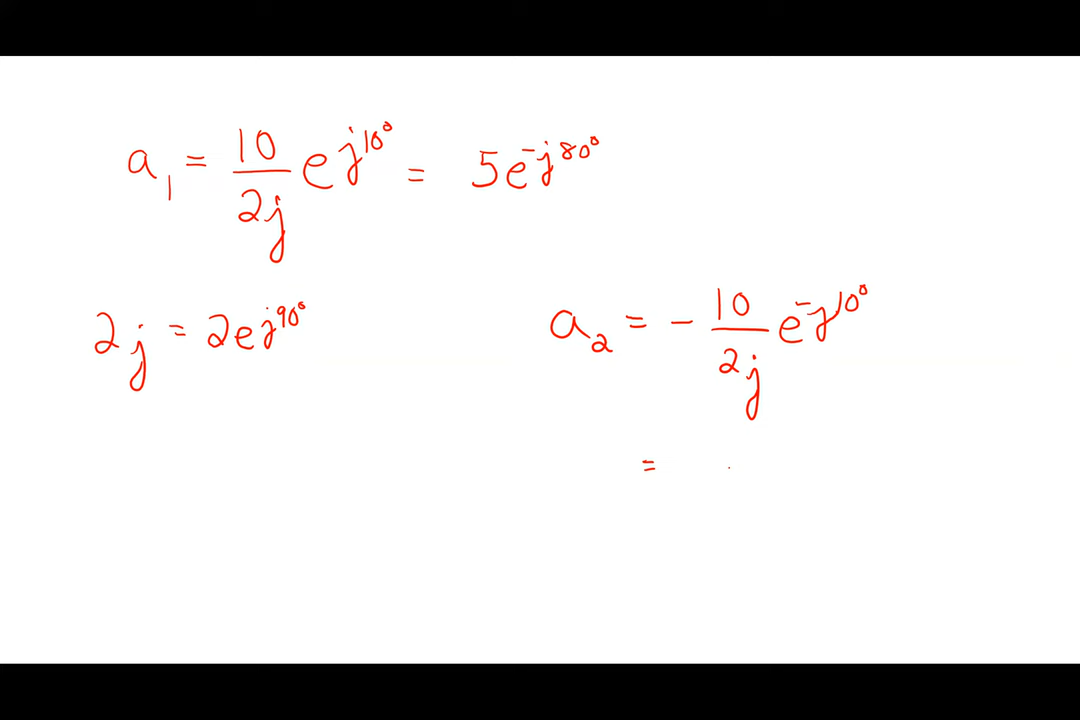 a₁ = 10/2j e^j10° = 5e^-j80°
2j = 2e^j90°
a₂ = - 10/2j e^-j10°
=